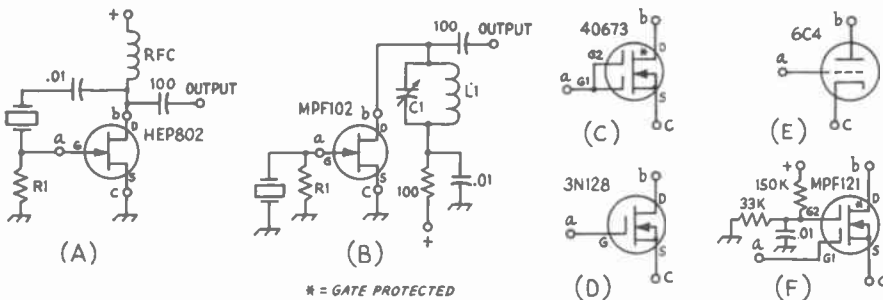 +
RFC
.01
100
OUTPUT
b
D
HEP802
a
G
S
R1
C
(A)
100
OUTPUT
b
C1
L1
MPF102
D
a
G
S
R1
C
100
.01
+
(B)
40673
b
D
*
G2
a
G1
S
C
(C)
3N128
b
D
a
G
S
C
(D)
6C4
b
a
C
(E)
+
b
150K
MPF121
D
33K
G2
*
.01
a
G1
S
C
(F)
* = GATE PROTECTED